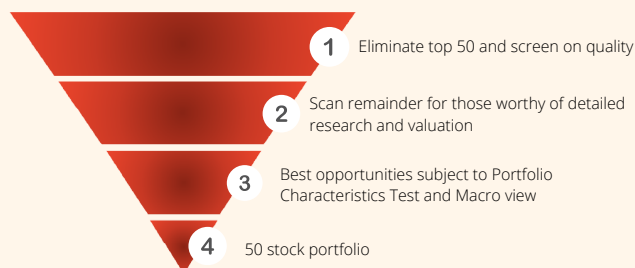 1 Eliminate top 50 and screen on quality
2 Scan remainder for those worthy of detailed
research and valuation
3 Best opportunities subject to Portfolio
Characteristics Test and Macro view
4 50 stock portfolio